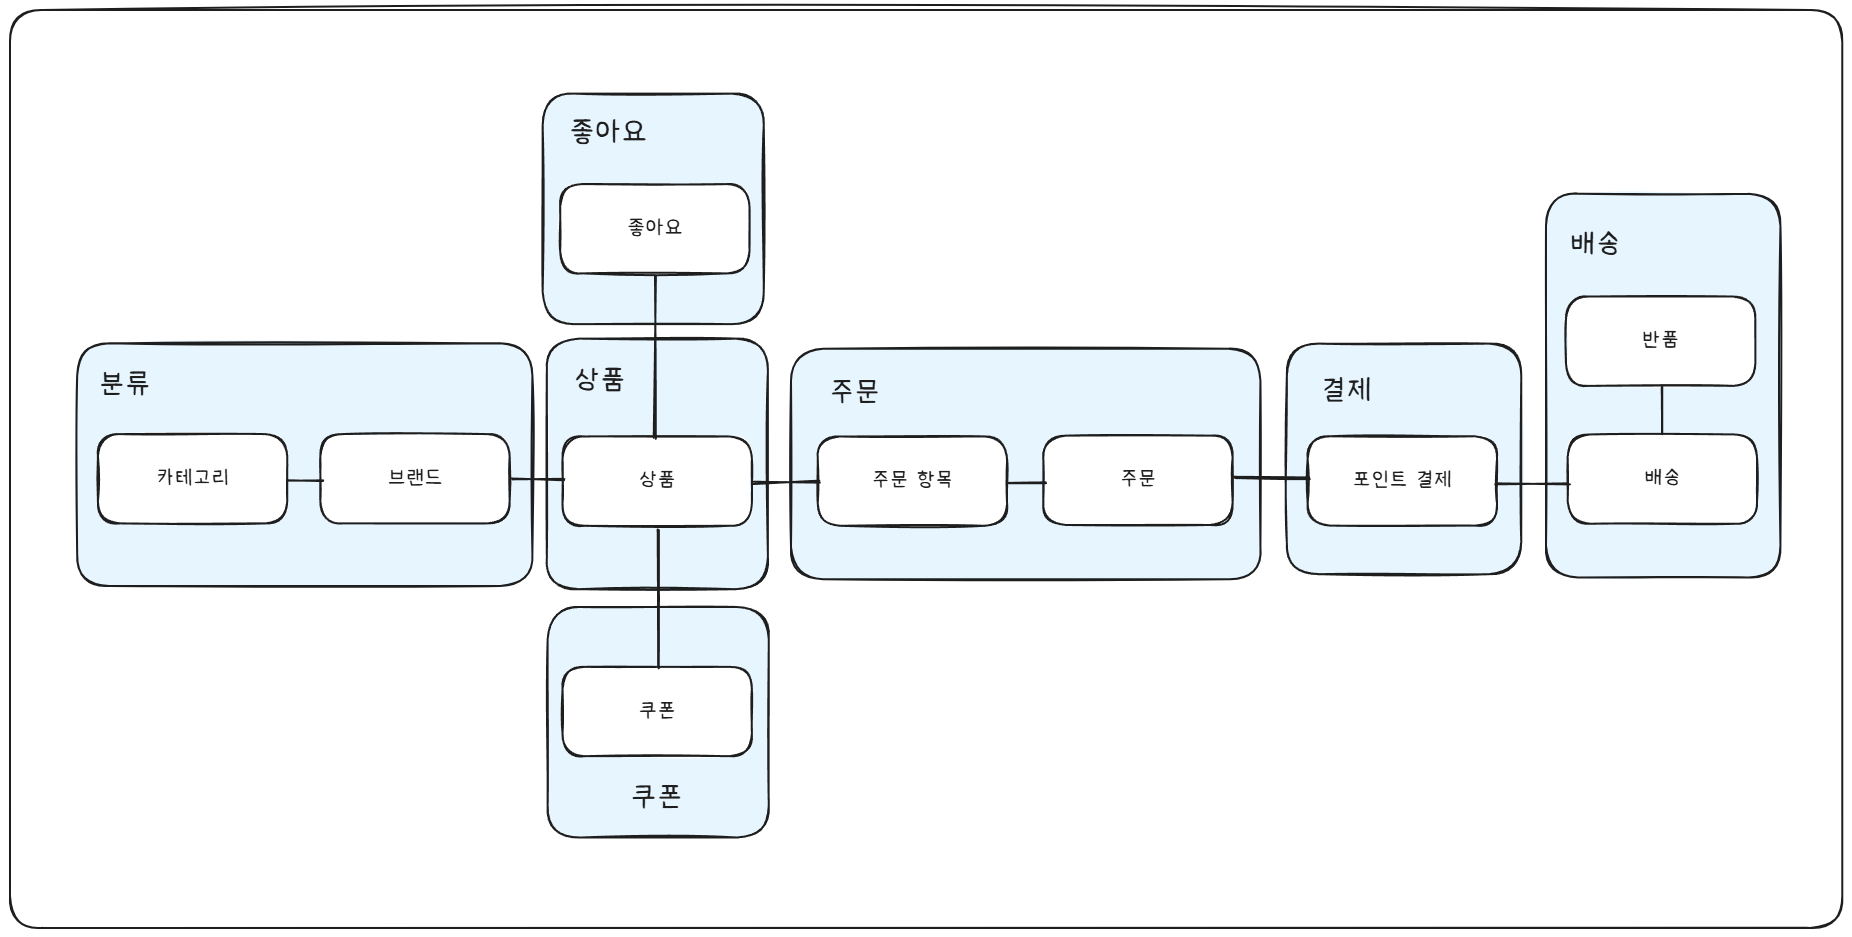 좋아요
좋아요
배송
반품
분류
상품
주문
결제
카테고리
브랜드
상품
주문 항목
주문
포인트 결제
배송
쿠폰
쿠폰